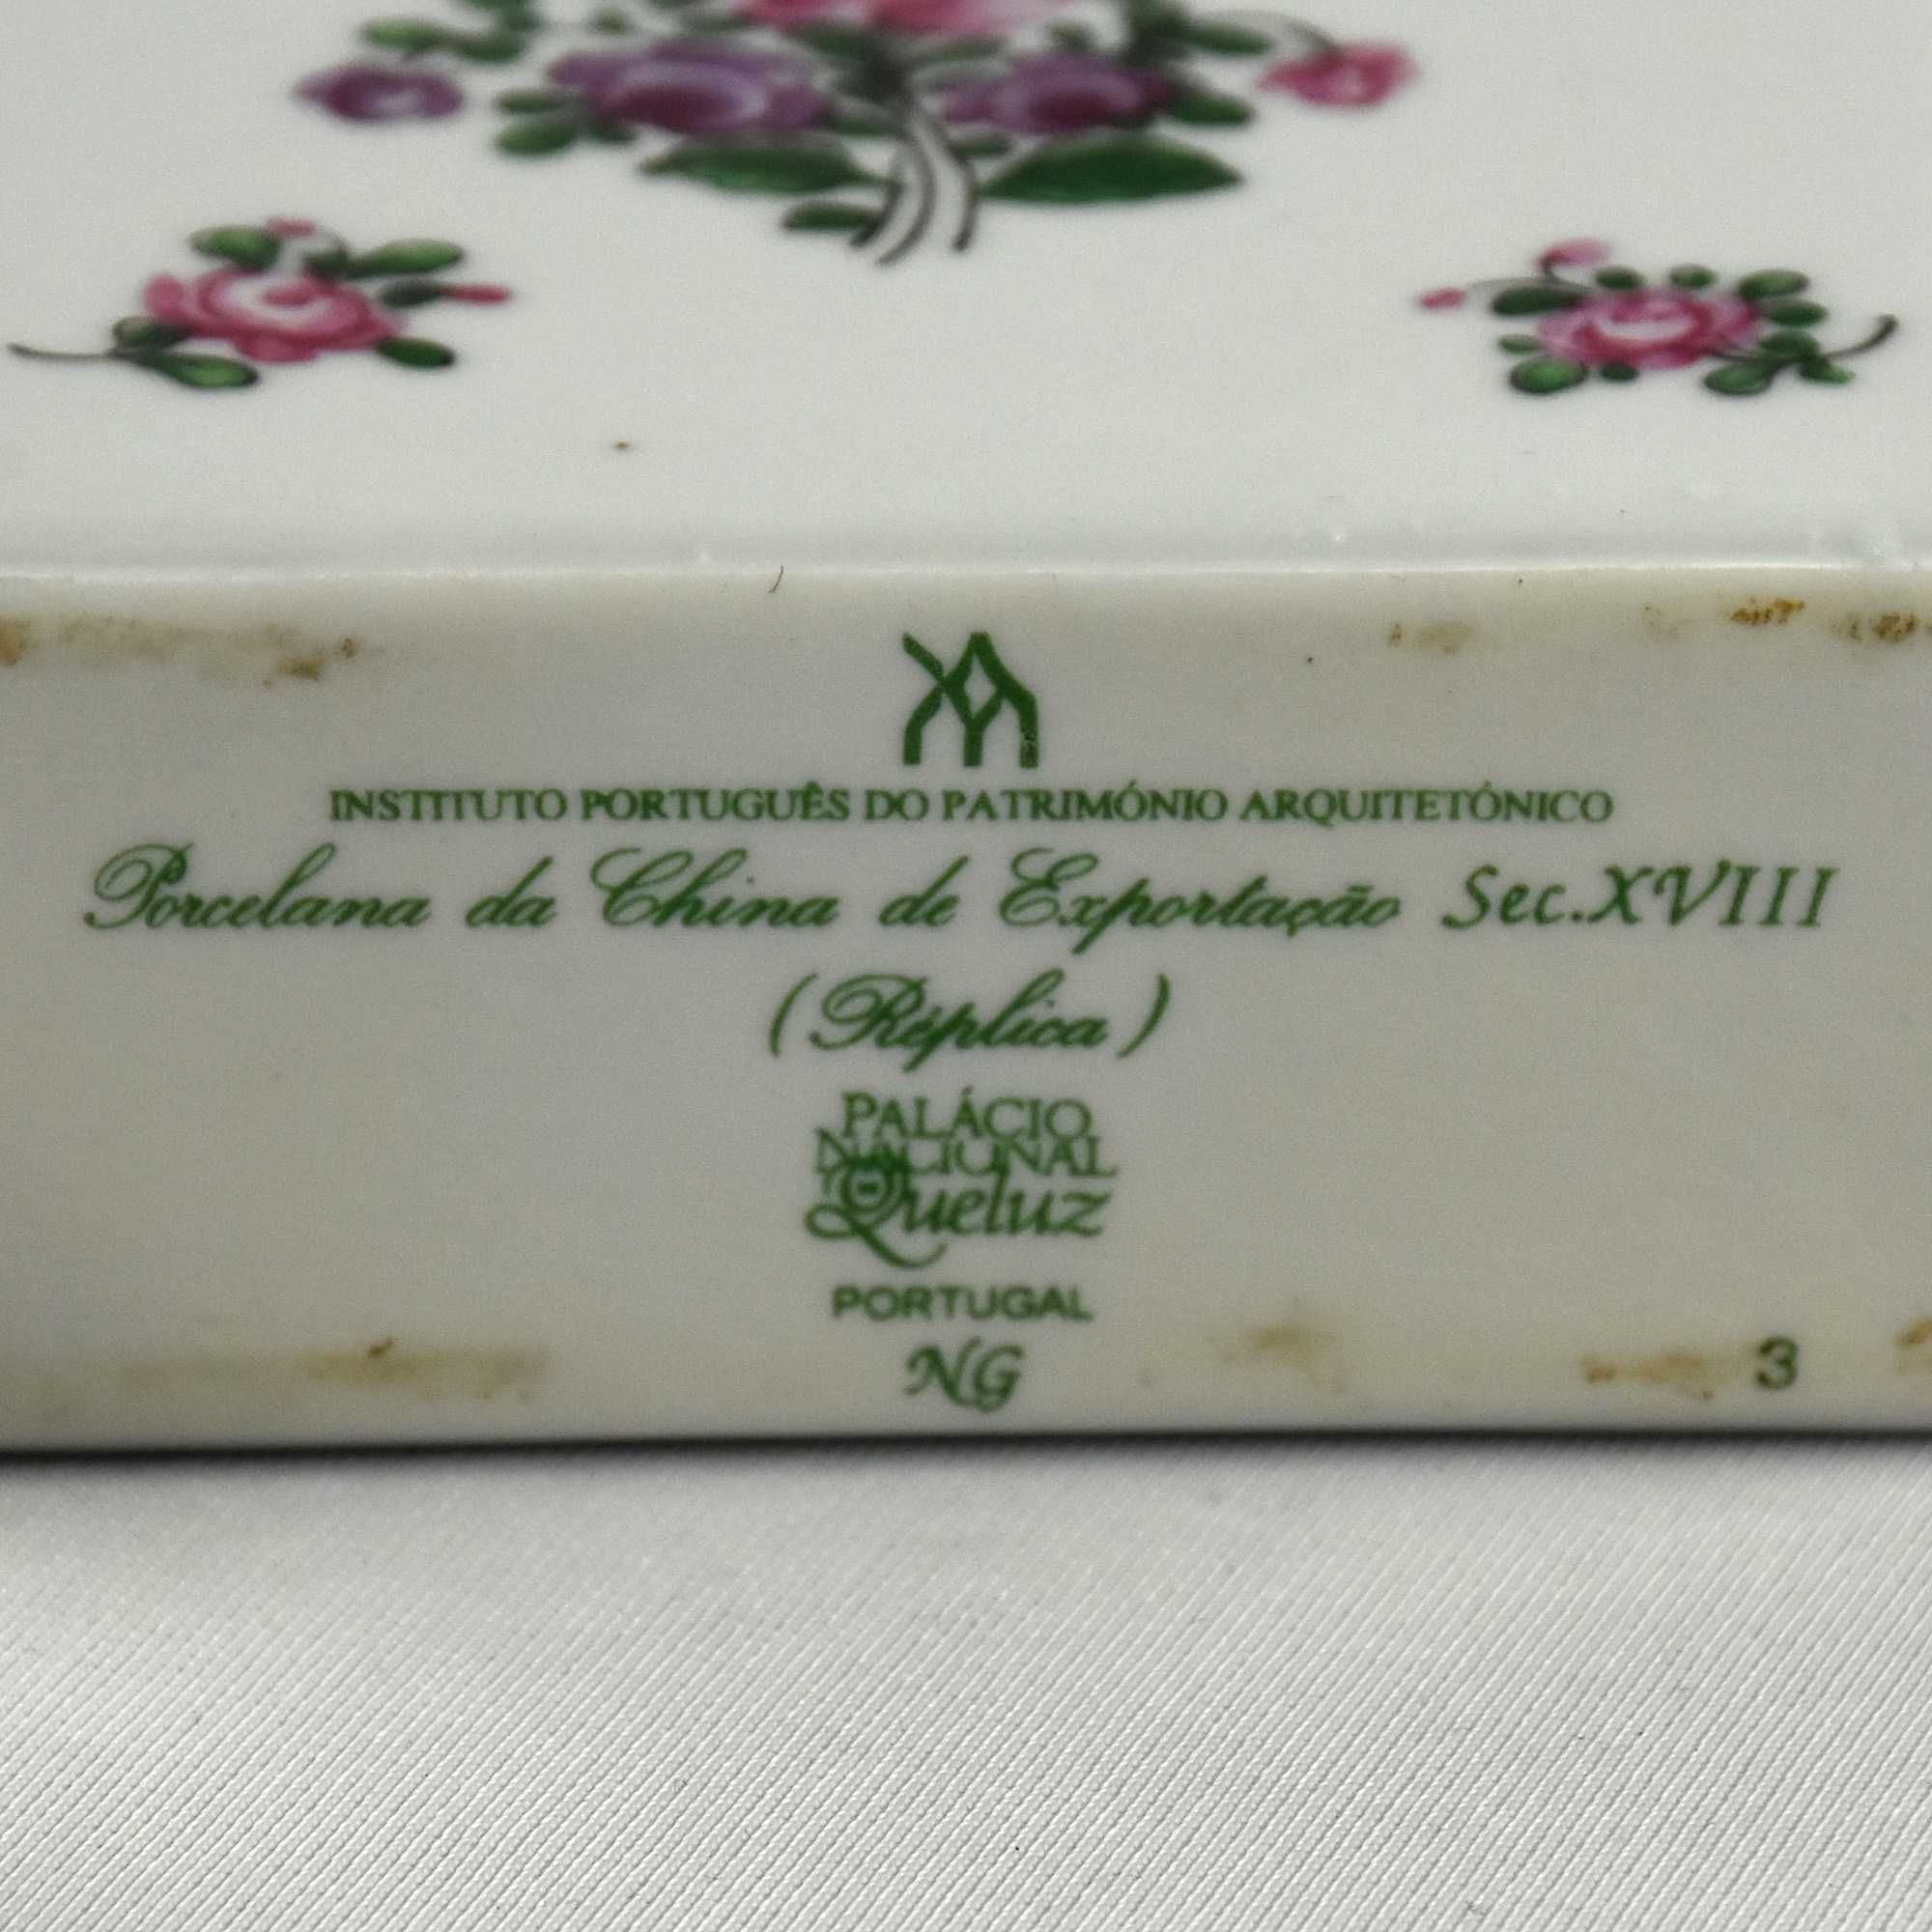 INSTITUTO PORTUGUÊS DO PATRIMÓNIO ARQUITETÓNICO
Porcelana da China de Exportação Sec. XVIII
(Réplica)
PALÁCIO
NACIONAL
Queluz
PORTUGAL
NG
3